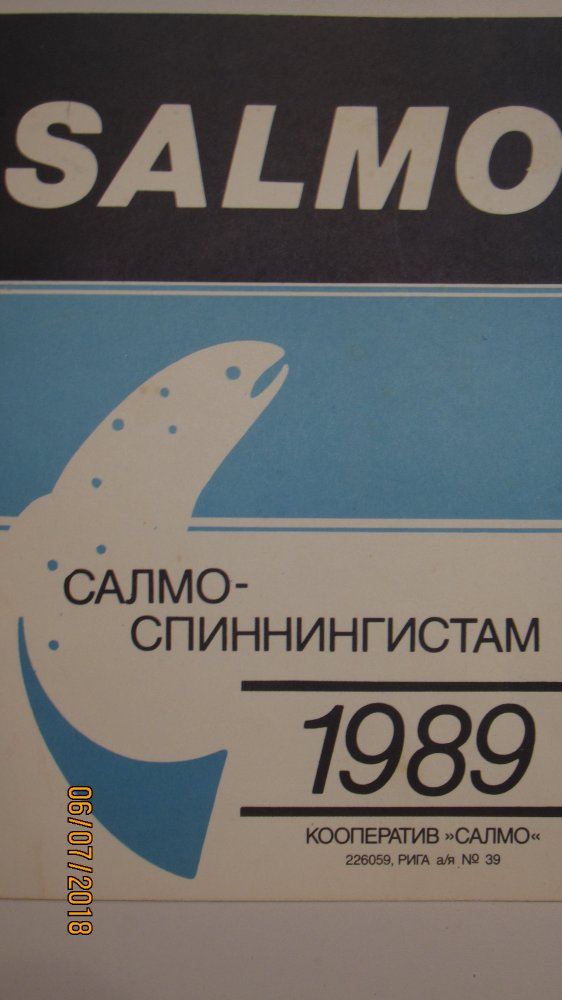 SALMO
САЛМО-
СПИННИНГИСТАМ
1989
КООПЕРАТИВ »САЛМО«
226059, РИГА а/я № 39
06/07/2018